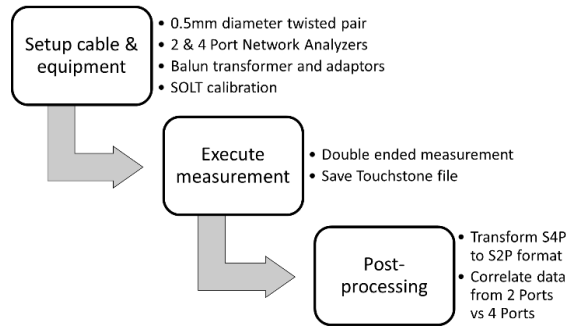 Setup cable &
equipment
• 0.5mm diameter twisted pair
• 2 & 4 Port Network Analyzers
• Balun transformer and adaptors
• SOLT calibration
Execute
measurement
• Double ended measurement
• Save Touchstone file
Post-
processing
• Transform S4P
to S2P format
• Correlate data
from 2 Ports
vs 4 Ports